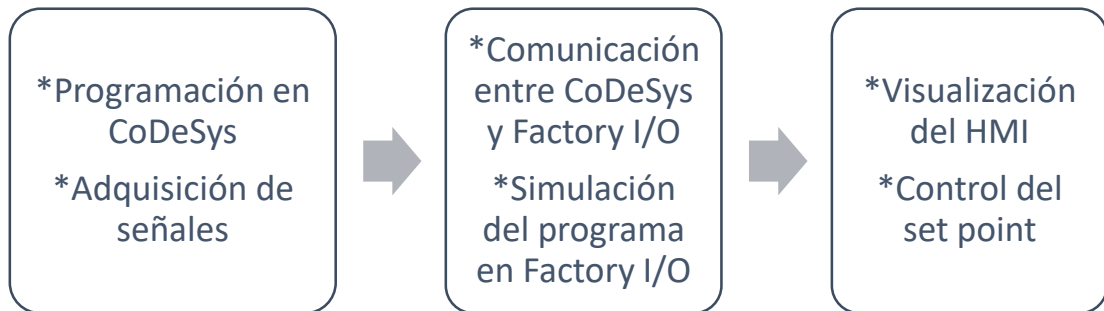 *Programación en
CoDeSys
*Adquisición de
señales
*Comunicación
entre CoDeSys
y Factory I/O
*Simulación
del programa
en Factory I/O
*Visualización
del HMI
*Control del
set point